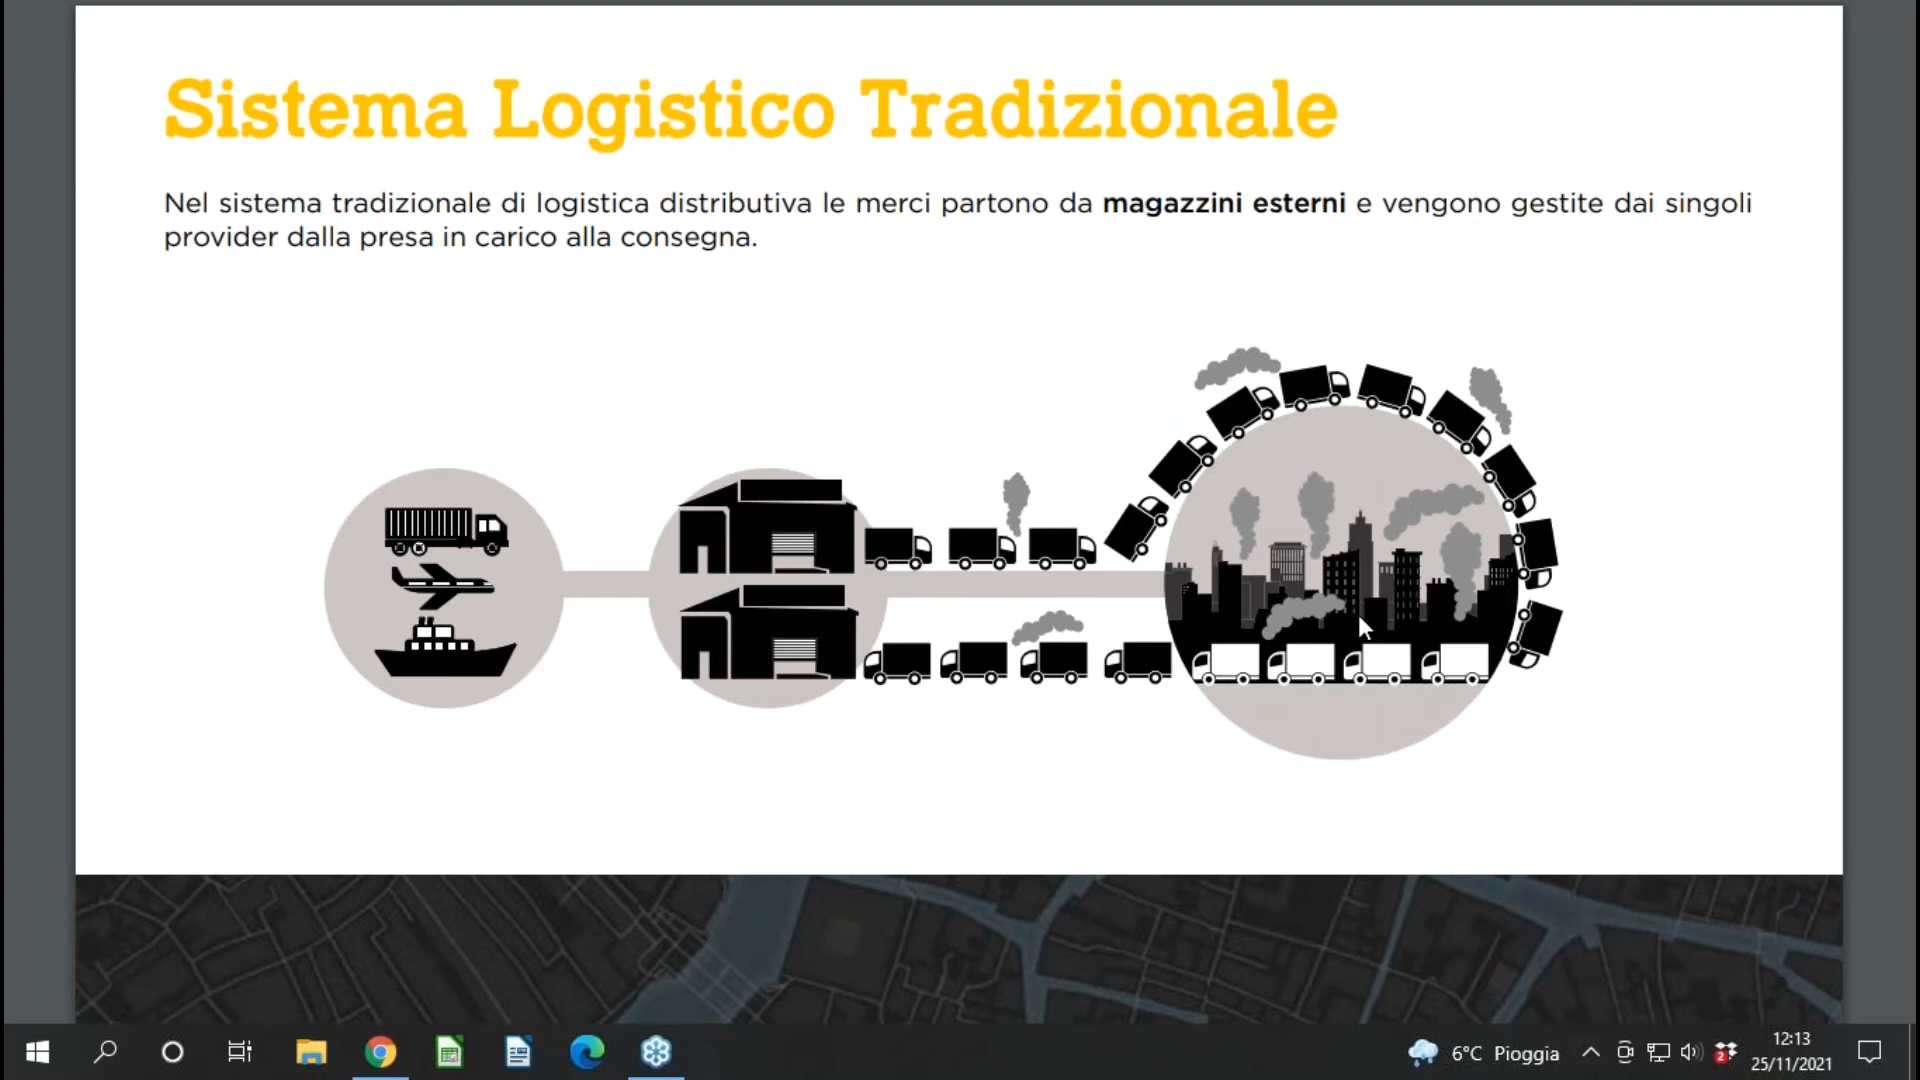 Sistema Logistico Tradizionale
Nel sistema tradizionale di logistica distributiva le merci partono da magazzini esterni e vengono gestite dai singoli
provider dalla presa in carico alla consegna.
6°C Pioggia
2
12:13
25/11/2021